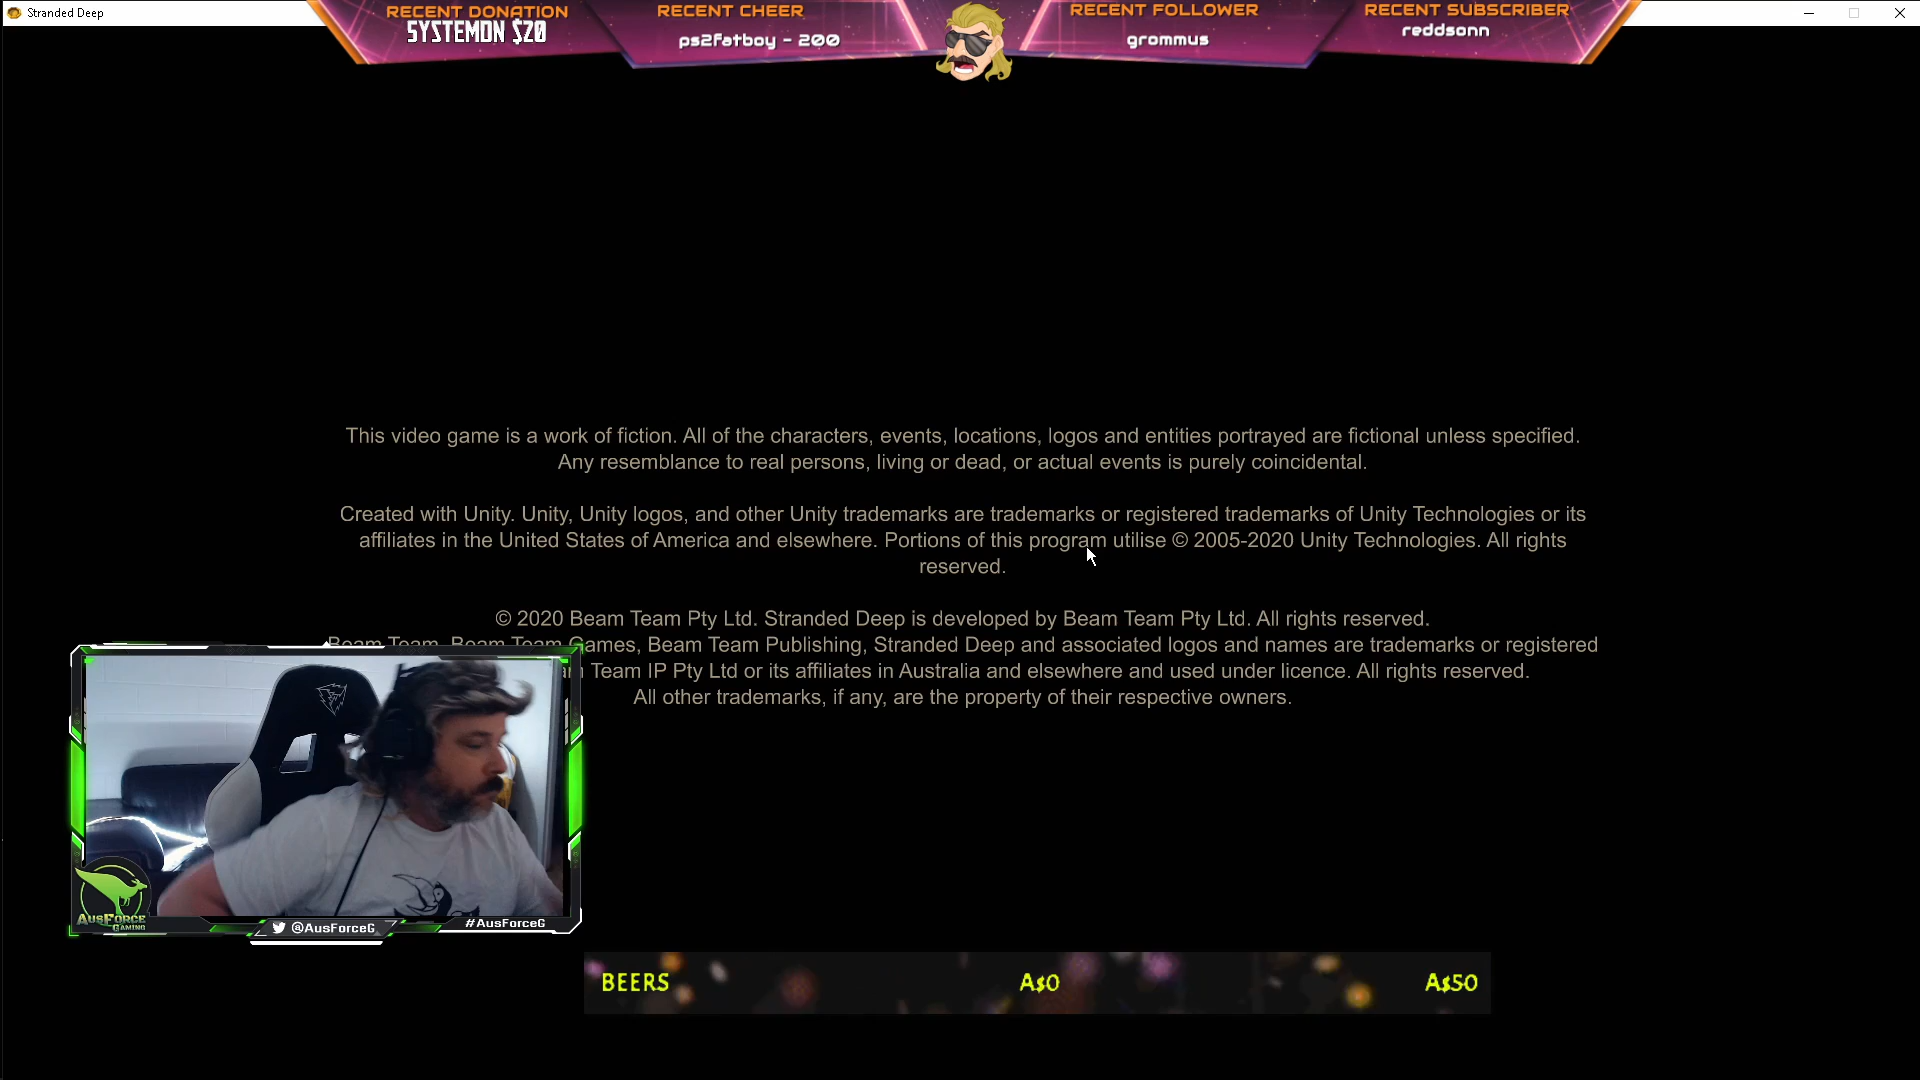 Stranded Deep
RECENT DONATION
SYSTEMON $20
RECENT CHEER
ps2fatboy - 200
RECENT FOLLOWER
grommus
RECENT SUBSCRIBER
reddsonn
This video game is a work of fiction. All of the characters, events, locations, logos and entities portrayed are fictional unless specified.
Any resemblance to real persons, living or dead, or actual events is purely coincidental.
Created with Unity. Unity, Unity logos, and other Unity trademarks are trademarks or registered trademarks of Unity Technologies or its
affiliates in the United States of America and elsewhere. Portions of this program utilise © 2005-2020 Unity Technologies. All rights
reserved.
© 2020 Beam Team Pty Ltd. Stranded Deep is developed by Beam Team Pty Ltd. All rights reserved.
Beam Team, Beam Team Games, Beam Team Publishing, Stranded Deep and associated logos and names are trademarks or registered
Team IP Pty Ltd or its affiliates in Australia and elsewhere and used under licence. All rights reserved.
All other trademarks, if any, are the property of their respective owners.
AUSFORCE
GAMING
@AusForceG
#AusForceG
BEERS
A$0
A$50